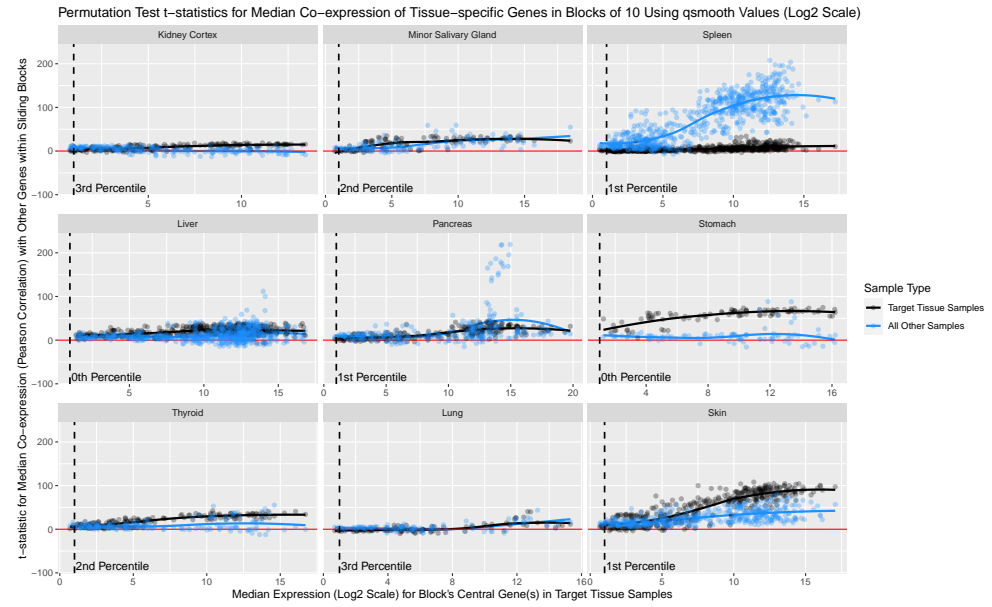 Permutation Test t−statistics for Median Co−expression of Tissue−specific Genes in Blocks of 10 Using qsmooth Values (Log2 Scale)
t−statistic for Median Co−expression (Pearson Correlation) with Other Genes within Sliding Blocks
Kidney Cortex
Minor Salivary Gland
Spleen
200
100
0
−100
3rd Percentile
2nd Percentile
1st Percentile
5 10
0 5 10 15
5 10 15
Liver
Pancreas
Stomach
200
100
0
−100
0th Percentile
1st Percentile
0th Percentile
5 10 15
5 10 15 20
4 8 12 16
Thyroid
Lung
Skin
200
100
0
−100
2nd Percentile
3rd Percentile
1st Percentile
0 5 10 15
0 4 8 12 16
0 5 10 15
Median Expression (Log2 Scale) for Block's Central Gene(s) in Target Tissue Samples
Sample Type
Target Tissue Samples
All Other Samples